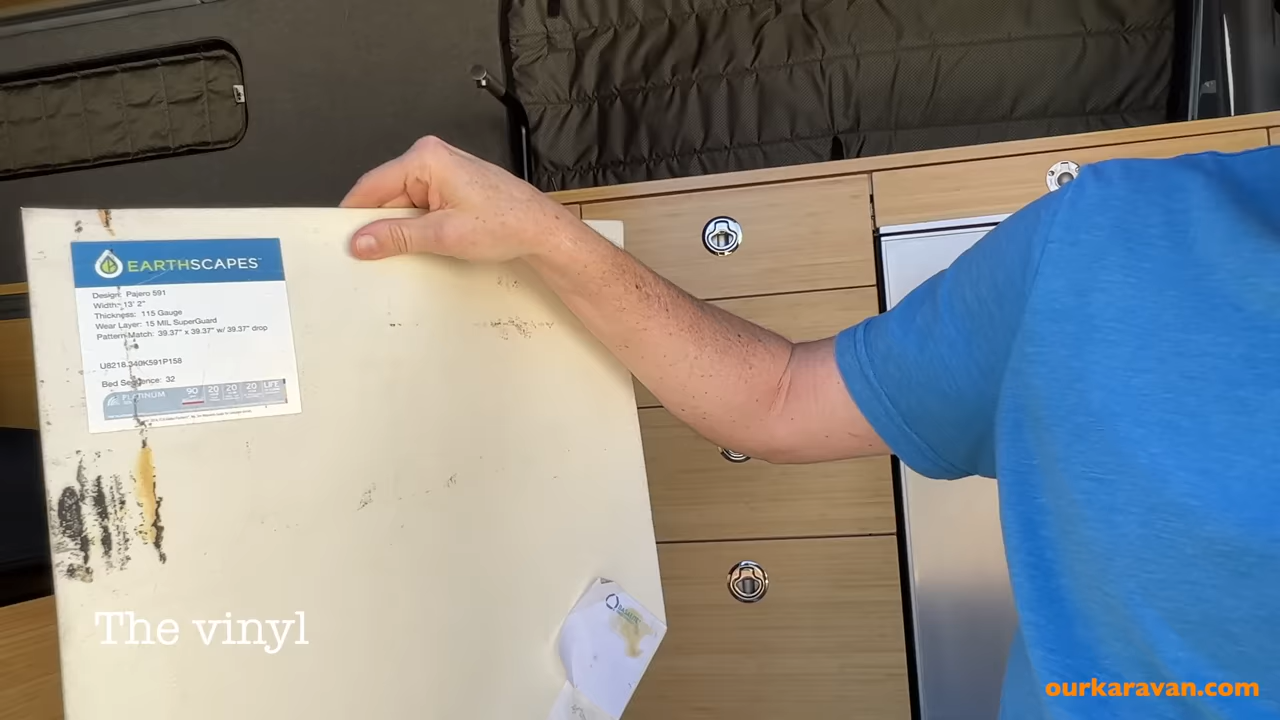 EARTHSCAPES™
Design: Pajero 591
Width: 13' 2"
Thickness: 115 Gauge
Wear Layer: 15 MIL SuperGuard
Pattern Match: 39.37" x 39.37" w/ 39.37" drop
U8218.340K591P158
Bed Sequence: 32
PLATINUM
90 20 20 20 LIFE
The vinyl
ourkaravan.com